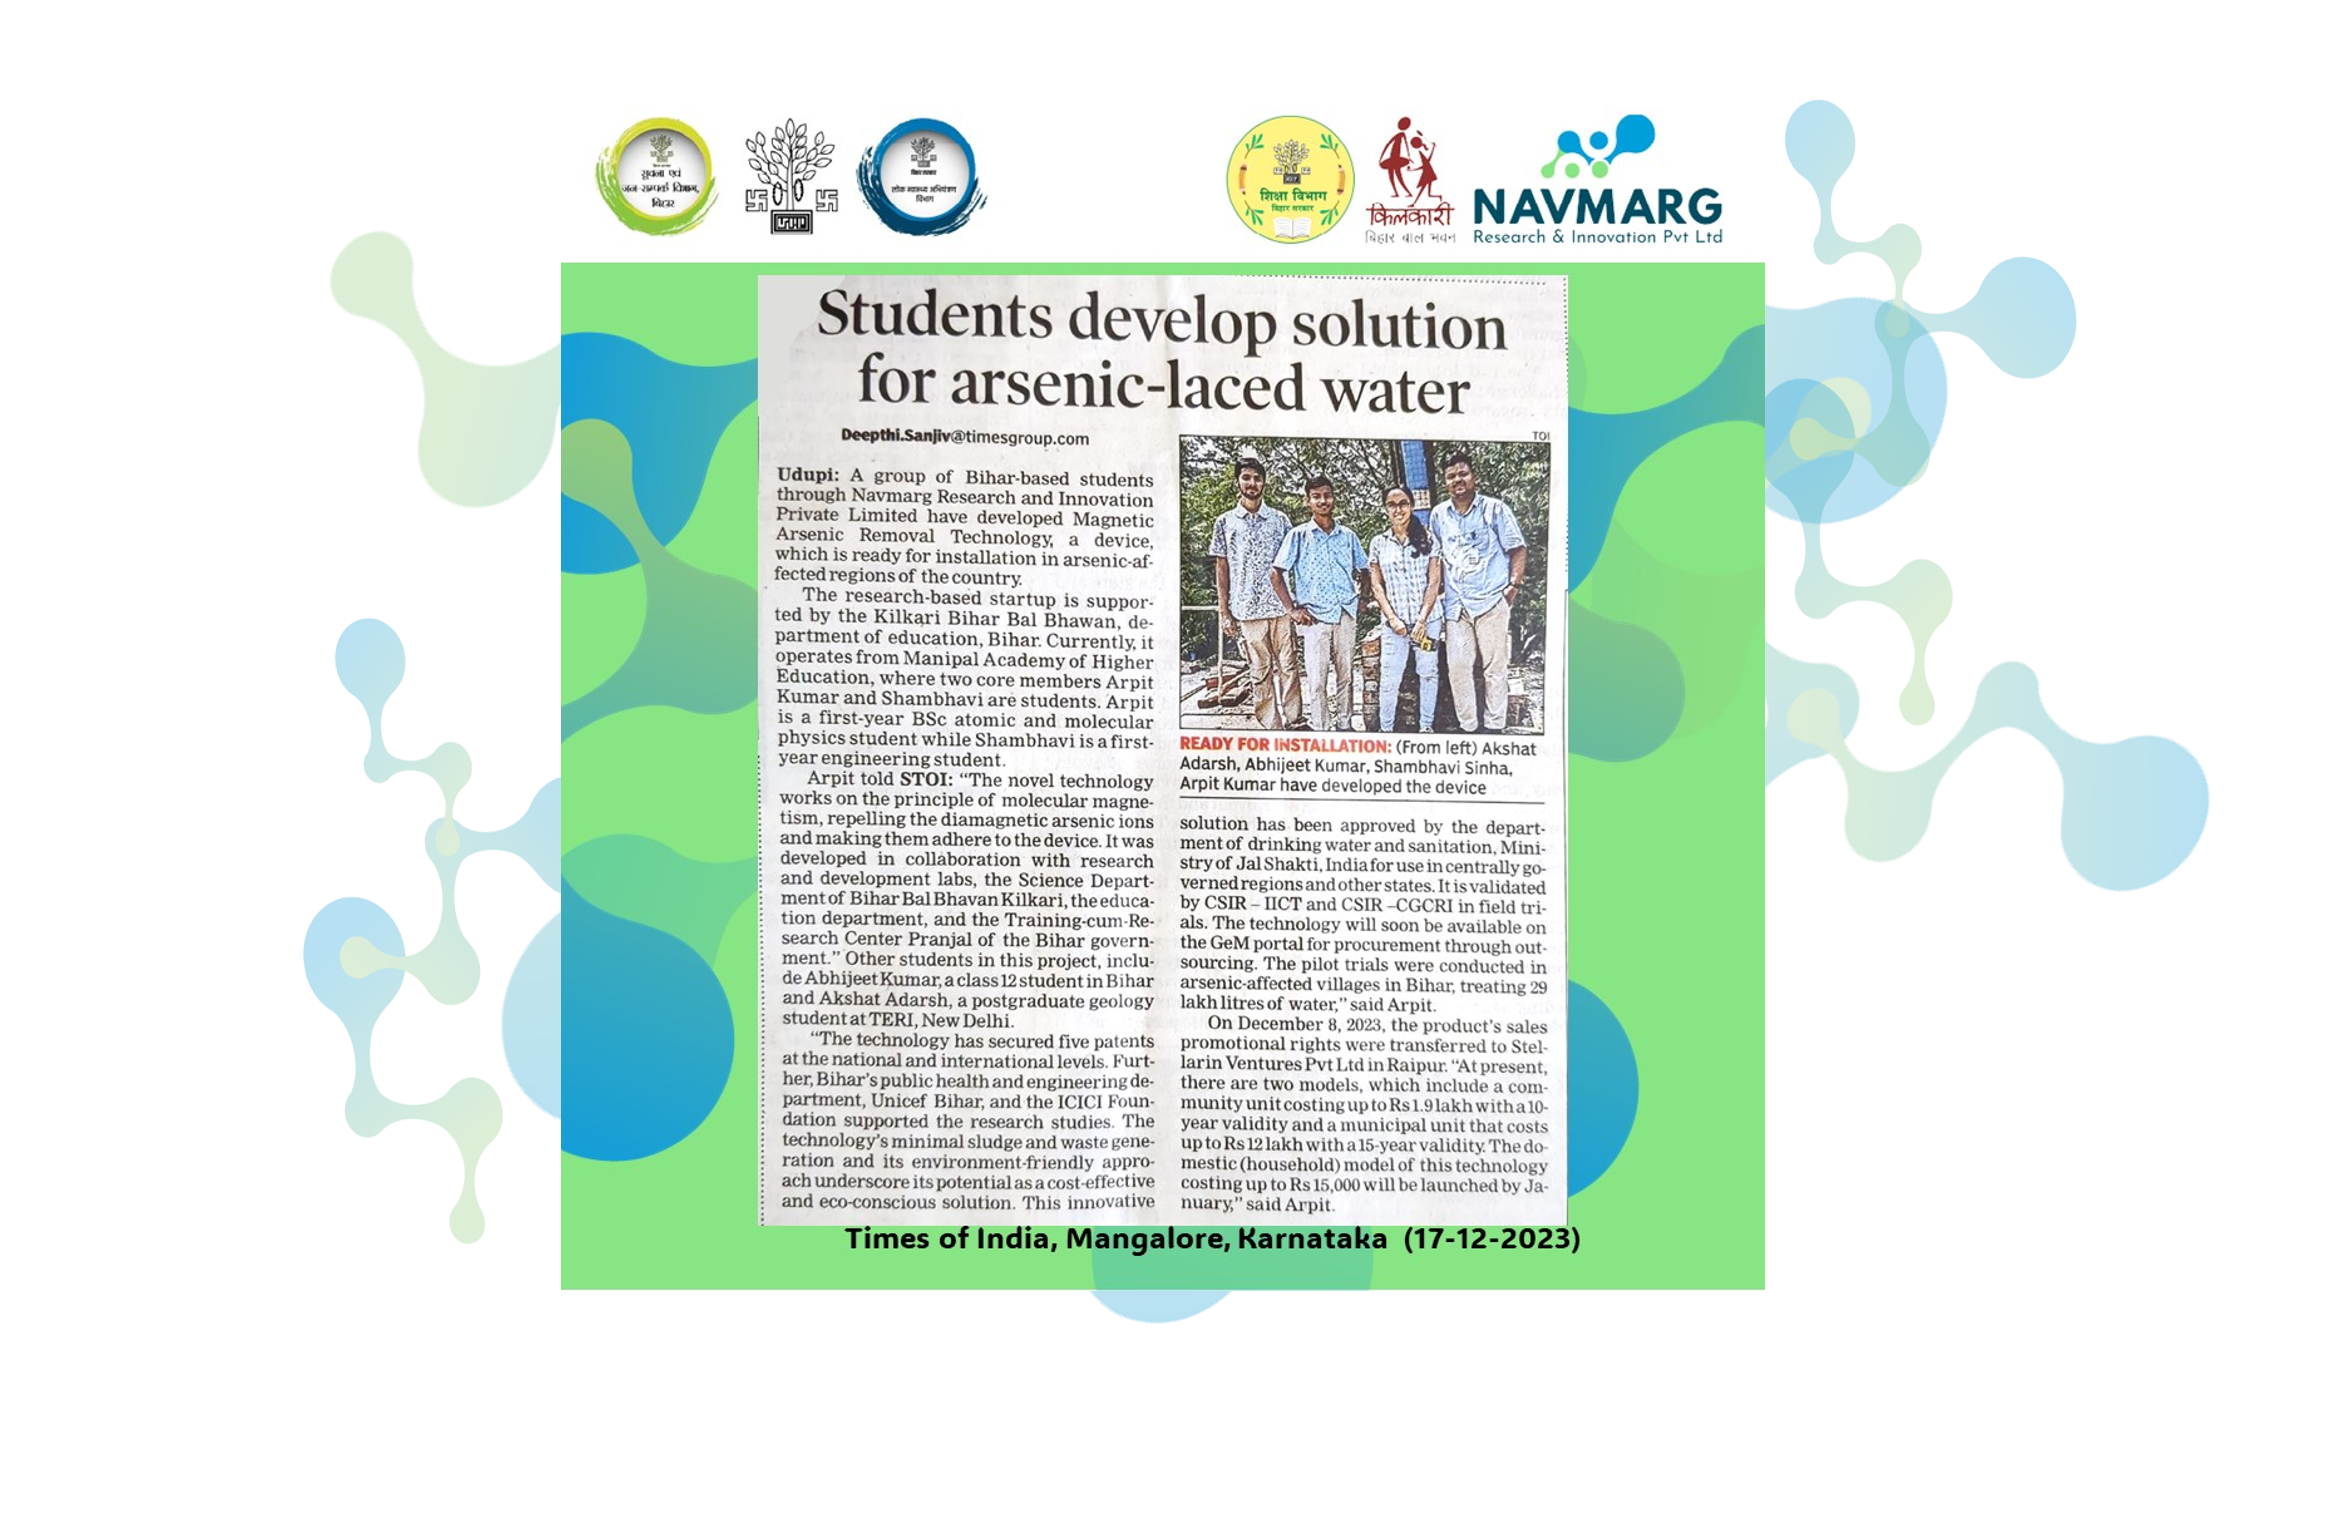 सूचना एवं
जन-सम्पर्क विभाग,
बिहार
बिहार सरकार
लोक स्वास्थ्य अभियंत्रण
विभाग
शिक्षा विभाग
बिहार सरकार
किलकारी
बिहार बाल भवन
NAVMARG
Research & Innovation Pvt Ltd
Students develop solution
for arsenic-laced water
Deepthi.Sanjiv@timesgroup.com
Udupi: A group of Bihar-based students
through Navmarg Research and Innovation
Private Limited have developed Magnetic
Arsenic Removal Technology, a device,
which is ready for installation in arsenic-af-
fected regions of the country.
The research-based startup is suppor-
ted by the Kilkari Bihar Bal Bhawan, de-
partment of education, Bihar. Currently, it
operates from Manipal Academy of Higher
Education, where two core members Arpit
Kumar and Shambhavi are students. Arpit
is a first-year BSc atomic and molecular
physics student while Shambhavi is a first-
year engineering student.
Arpit told STOI: “The novel technology
works on the principle of molecular magne-
tism, repelling the diamagnetic arsenic ions
and making them adhere to the device. It was
developed in collaboration with research
and development labs, the Science Depart-
ment of Bihar Bal Bhavan Kilkari, the educa-
tion department, and the Training-cum-Re-
search Center Pranjal of the Bihar govern-
ment.” Other students in this project, inclu-
de Abhijeet Kumar, a class 12 student in Bihar
and Akshat Adarsh, a postgraduate geology
student at TERI, New Delhi.
“The technology has secured five patents
at the national and international levels. Furt-
her, Bihar's public health and engineering de-
partment, Unicef Bihar, and the ICICI Foun-
dation supported the research studies. The
technology's minimal sludge and waste gene-
ration and its environment-friendly appro-
ach underscore its potential as a cost-effective
and eco-conscious solution. This innovative
TOI
READY FOR INSTALLATION: (From left) Akshat
Adarsh, Abhijeet Kumar, Shambhavi Sinha,
Arpit Kumar have developed the device
solution has been approved by the depart-
ment of drinking water and sanitation, Mini-
stry of Jal Shakti, India for use in centrally go-
verned regions and other states. It is validated
by CSIR – IICT and CSIR –CGCRI in field tri-
als. The technology will soon be available on
the GeM portal for procurement through out-
sourcing. The pilot trials were conducted in
arsenic-affected villages in Bihar, treating 29
lakh litres of water,” said Arpit.
On December 8, 2023, the product's sales
promotional rights were transferred to Stel-
larin Ventures Pvt Ltd in Raipur. “At present,
there are two models, which include a com-
munity unit costing up to Rs 1.9 lakh with a 10-
year validity and a municipal unit that costs
up to Rs 12 lakh with a 15-year validity. The do-
mestic (household) model of this technology
costing up to Rs 15,000 will be launched by Ja-
nuary,” said Arpit.
Times of India, Mangalore, Karnataka (17-12-2023)